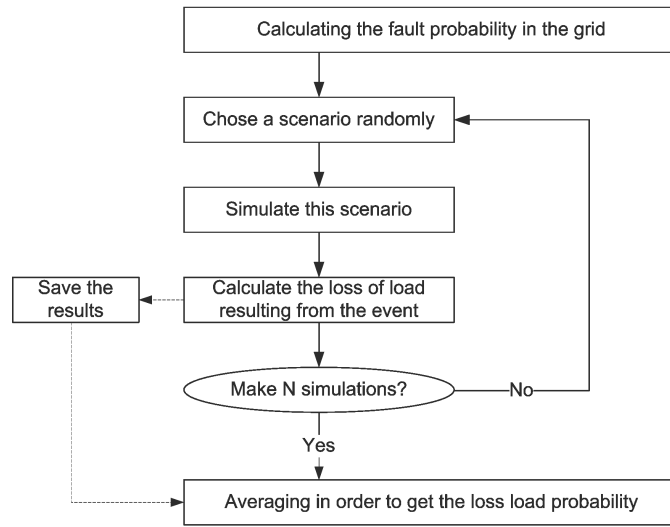 Calculating the fault probability in the grid
Chose a scenario randomly
Simulate this scenario
Save the
results
Calculate the loss of load
resulting from the event
Make N simulations?
No
Yes
Averaging in order to get the loss load probability